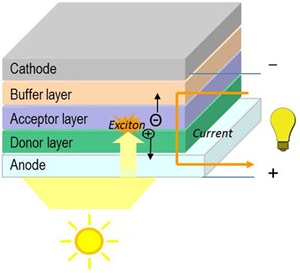 Cathode
−
Buffer layer
Acceptor layer
Exciton
⊖
⊕
Current
Donor layer
Anode
+